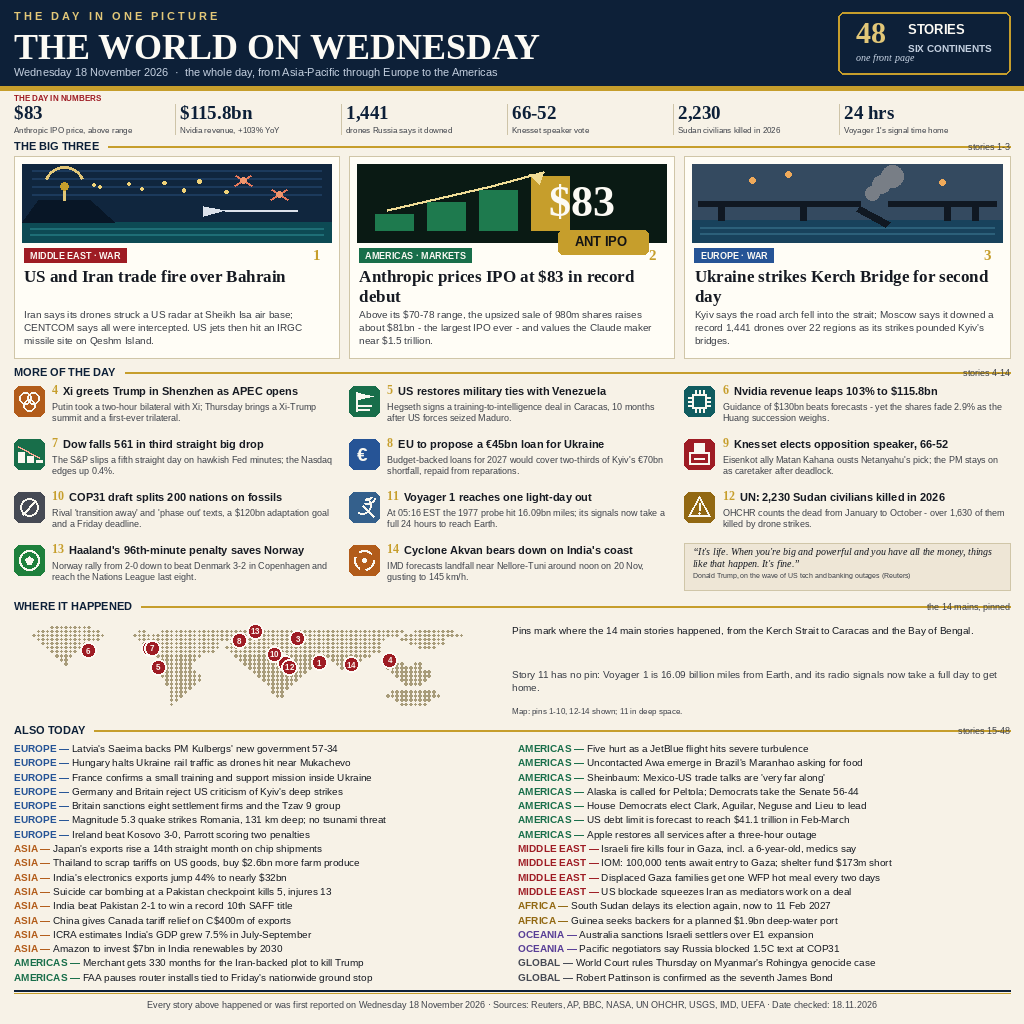 THE DAY IN ONE PICTURE
THE WORLD ON WEDNESDAY
Wednesday 18 November 2026 · the whole day, from Asia-Pacific through Europe to the Americas
48 STORIES
SIX CONTINENTS
one front page
THE DAY IN NUMBERS
$83
Anthropic IPO price, above range
$115.8bn
Nvidia revenue, +103% YoY
1,441
drones Russia says it downed
66-52
Knesset speaker vote
2,230
Sudan civilians killed in 2026
24 hrs
Voyager 1's signal time home
THE BIG THREE
stories 1-3
MIDDLE EAST · WAR
1
US and Iran trade fire over Bahrain
Iran says its drones struck a US radar at Sheikh Isa air base;
CENTCOM says all were intercepted. US jets then hit an IRGC
missile site on Qeshm Island.
$83
ANT IPO
AMERICAS · MARKETS
2
Anthropic prices IPO at $83 in record
debut
Above its $70-78 range, the upsized sale of 980m shares raises
about $81bn - the largest IPO ever - and values the Claude maker
near $1.5 trillion.
EUROPE · WAR
3
Ukraine strikes Kerch Bridge for second
day
Kyiv says the road arch fell into the strait; Moscow says it downed a
record 1,441 drones over 22 regions as its strikes pounded Kyiv's
bridges.
MORE OF THE DAY
stories 4-14
4 Xi greets Trump in Shenzhen as APEC opens
Putin took a two-hour bilateral with Xi; Thursday brings a Xi-Trump
summit and a first-ever trilateral.
5 US restores military ties with Venezuela
Hegseth signs a training-to-intelligence deal in Caracas, 10 months
after US forces seized Maduro.
6 Nvidia revenue leaps 103% to $115.8bn
Guidance of $130bn beats forecasts - yet the shares fade 2.9% as the
Huang succession weighs.
7 Dow falls 561 in third straight big drop
The S&P slips a fifth straight day on hawkish Fed minutes; the Nasdaq
edges up 0.4%.
8 EU to propose a €45bn loan for Ukraine
Budget-backed loans for 2027 would cover two-thirds of Kyiv's €70bn
shortfall, repaid from reparations.
9 Knesset elects opposition speaker, 66-52
Eisenkot ally Matan Kahana ousts Netanyahu's pick; the PM stays on
as caretaker after deadlock.
10 COP31 draft splits 200 nations on fossils
Rival 'transition away' and 'phase out' texts, a $120bn adaptation goal
and a Friday deadline.
11 Voyager 1 reaches one light-day out
At 05:16 EST the 1977 probe hit 16.09bn miles; its signals now take a
full 24 hours to reach Earth.
12 UN: 2,230 Sudan civilians killed in 2026
OHCHR counts the dead from January to October - over 1,630 of them
killed by drone strikes.
13 Haaland's 96th-minute penalty saves Norway
Norway rally from 2-0 down to beat Denmark 3-2 in Copenhagen and
reach the Nations League last eight.
14 Cyclone Akvan bears down on India's coast
IMD forecasts landfall near Nellore-Tuni around noon on 20 Nov,
gusting to 145 km/h.
“It's life. When you're big and powerful and you have all the money, things
like that happen. It's fine.”
Donald Trump, on the wave of US tech and banking outages (Reuters)
WHERE IT HAPPENED
the 14 mains, pinned
13
8
3
6
7
10
5
12
1
14
4
Pins mark where the 14 main stories happened, from the Kerch Strait to Caracas and the Bay of Bengal.
Story 11 has no pin: Voyager 1 is 16.09 billion miles from Earth, and its radio signals now take a full day to get
home.
Map: pins 1-10, 12-14 shown; 11 in deep space.
ALSO TODAY
stories 15-48
EUROPE — Latvia's Saeima backs PM Kulbergs' new government 57-34
EUROPE — Hungary halts Ukraine rail traffic as drones hit near Mukachevo
EUROPE — France confirms a small training and support mission inside Ukraine
EUROPE — Germany and Britain reject US criticism of Kyiv's deep strikes
EUROPE — Britain sanctions eight settlement firms and the Tzav 9 group
EUROPE — Magnitude 5.3 quake strikes Romania, 131 km deep; no tsunami threat
EUROPE — Ireland beat Kosovo 3-0, Parrott scoring two penalties
ASIA — Japan's exports rise a 14th straight month on chip shipments
ASIA — Thailand to scrap tariffs on US goods, buy $2.6bn more farm produce
ASIA — India's electronics exports jump 44% to nearly $32bn
ASIA — Suicide car bombing at a Pakistan checkpoint kills 5, injures 13
ASIA — India beat Pakistan 2-1 to win a record 10th SAFF title
ASIA — China gives Canada tariff relief on C$400m of exports
ASIA — ICRA estimates India's GDP grew 7.5% in July-September
ASIA — Amazon to invest $7bn in India renewables by 2030
AMERICAS — Merchant gets 330 months for the Iran-backed plot to kill Trump
AMERICAS — FAA pauses router installs tied to Friday's nationwide ground stop
AMERICAS — Five hurt as a JetBlue flight hits severe turbulence
AMERICAS — Uncontacted Awa emerge in Brazil's Maranhao asking for food
AMERICAS — Sheinbaum: Mexico-US trade talks are 'very far along'
AMERICAS — Alaska is called for Peltola; Democrats take the Senate 56-44
AMERICAS — House Democrats elect Clark, Aguilar, Neguse and Lieu to lead
AMERICAS — US debt limit is forecast to reach $41.1 trillion in Feb-March
AMERICAS — Apple restores all services after a three-hour outage
MIDDLE EAST — Israeli fire kills four in Gaza, incl. a 6-year-old, medics say
MIDDLE EAST — IOM: 100,000 tents await entry to Gaza; shelter fund $173m short
MIDDLE EAST — Displaced Gaza families get one WFP hot meal every two days
MIDDLE EAST — US blockade squeezes Iran as mediators work on a deal
AFRICA — South Sudan delays its election again, now to 11 Feb 2027
AFRICA — Guinea seeks backers for a planned $1.9bn deep-water port
OCEANIA — Australia sanctions Israeli settlers over E1 expansion
OCEANIA — Pacific negotiators say Russia blocked 1.5C text at COP31
GLOBAL — World Court rules Thursday on Myanmar's Rohingya genocide case
GLOBAL — Robert Pattinson is confirmed as the seventh James Bond
Every story above happened or was first reported on Wednesday 18 November 2026 · Sources: Reuters, AP, BBC, NASA, UN OHCHR, USGS, IMD, UEFA · Date checked: 18.11.2026